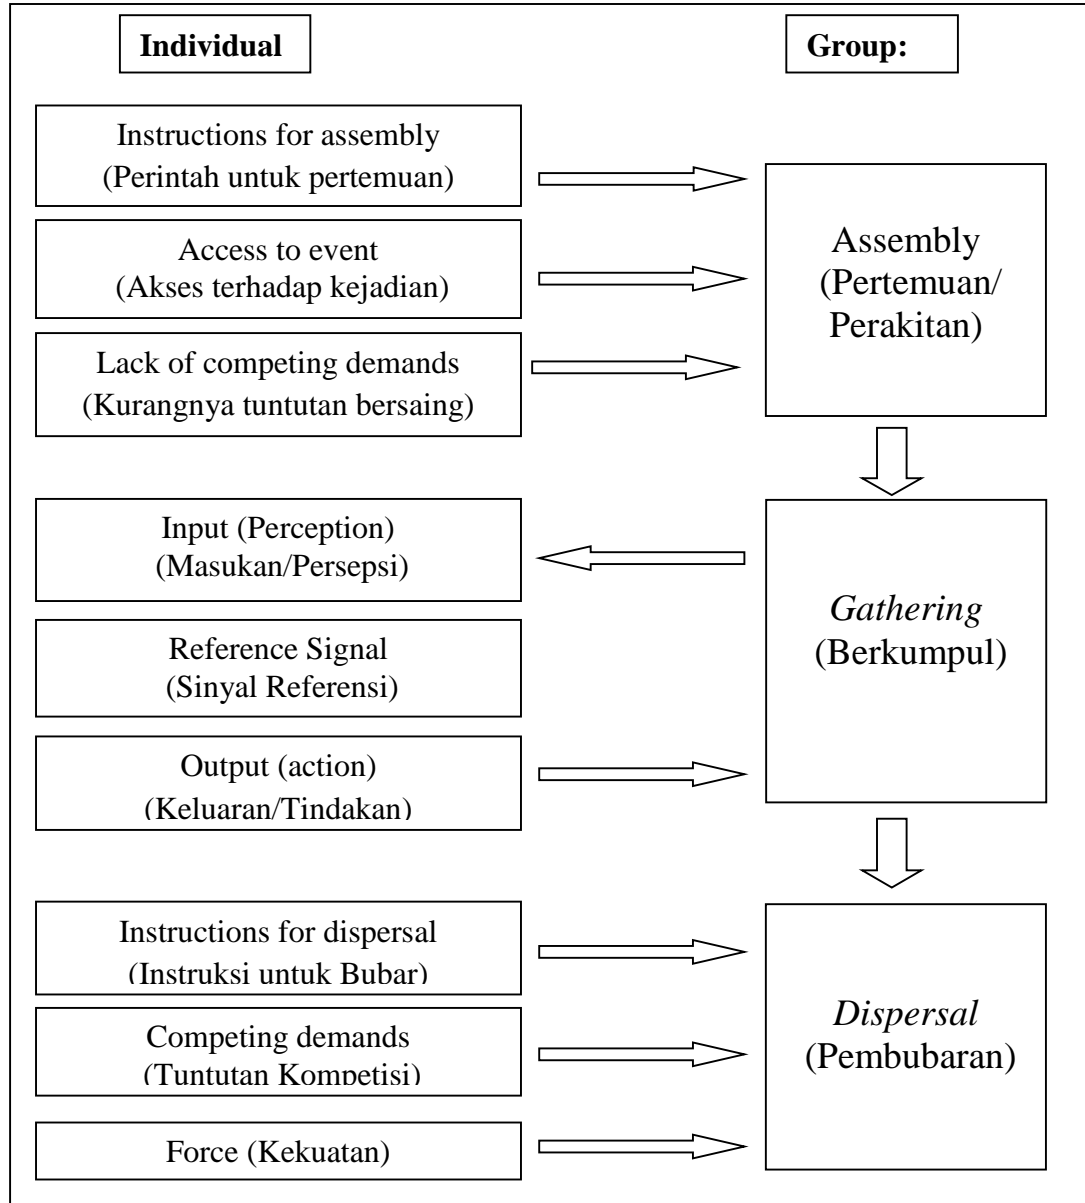 Individual
Group:
Instructions for assembly
(Perintah untuk pertemuan)
Access to event
(Akses terhadap kejadian)
Lack of competing demands
(Kurangnya tuntutan bersaing)
Assembly
(Pertemuan/
Perakitan)
Input (Perception)
(Masukan/Persepsi)
Reference Signal
(Sinyal Referensi)
Output (action)
(Keluaran/Tindakan)
Gathering
(Berkumpul)
Instructions for dispersal
(Instruksi untuk Bubar)
Competing demands
(Tuntutan Kompetisi)
Force (Kekuatan)
Dispersal
(Pembubaran)